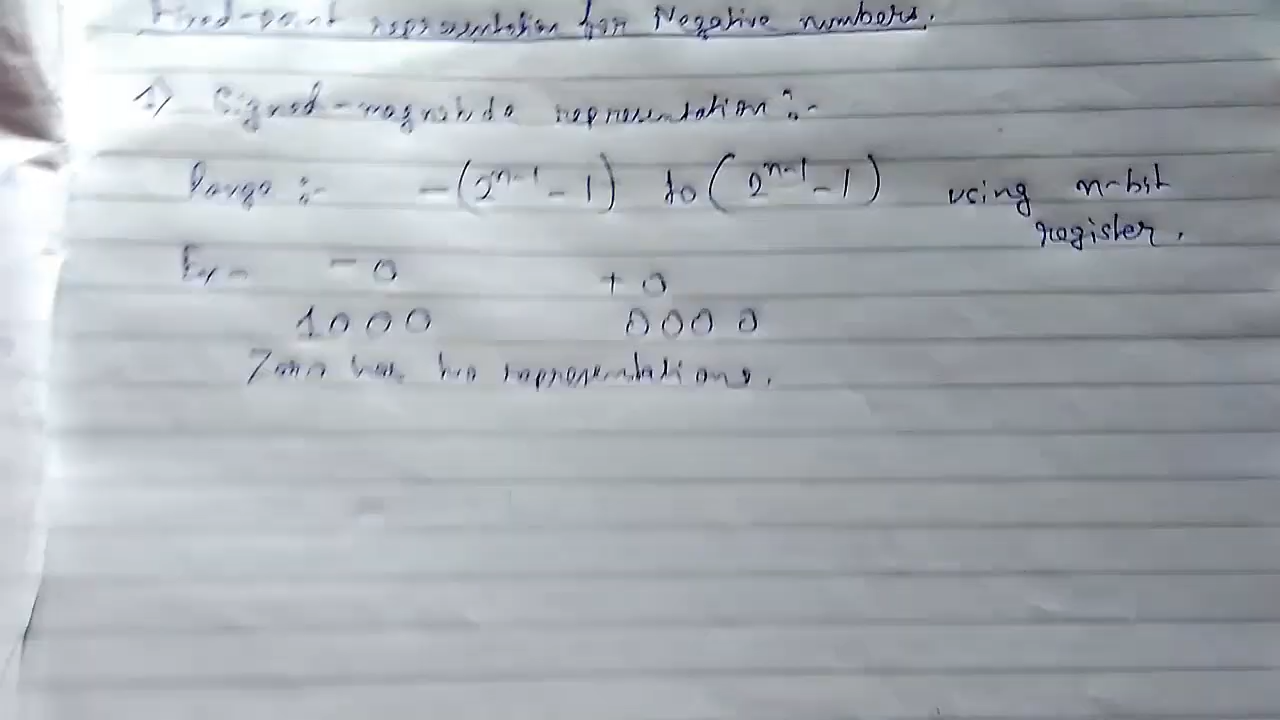 Fixed-point representation for Negative numbers.
1) Signed-magnitude representation :-
Range :- -(2^{n-1} - 1) to (2^{n-1} - 1) using n-bit register.
Ex - -0 +0
1000 0000
Zero has two representations.